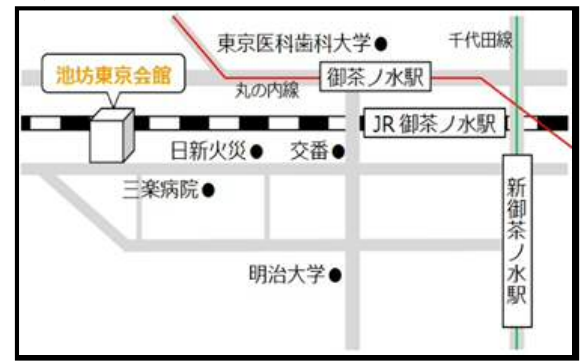 東京医科歯科大学●
千代田線
池坊東京会館
丸の内線
御茶ノ水駅
JR 御茶ノ水駅
日新火災●
交番●
三楽病院●
新御茶ノ水駅
明治大学●